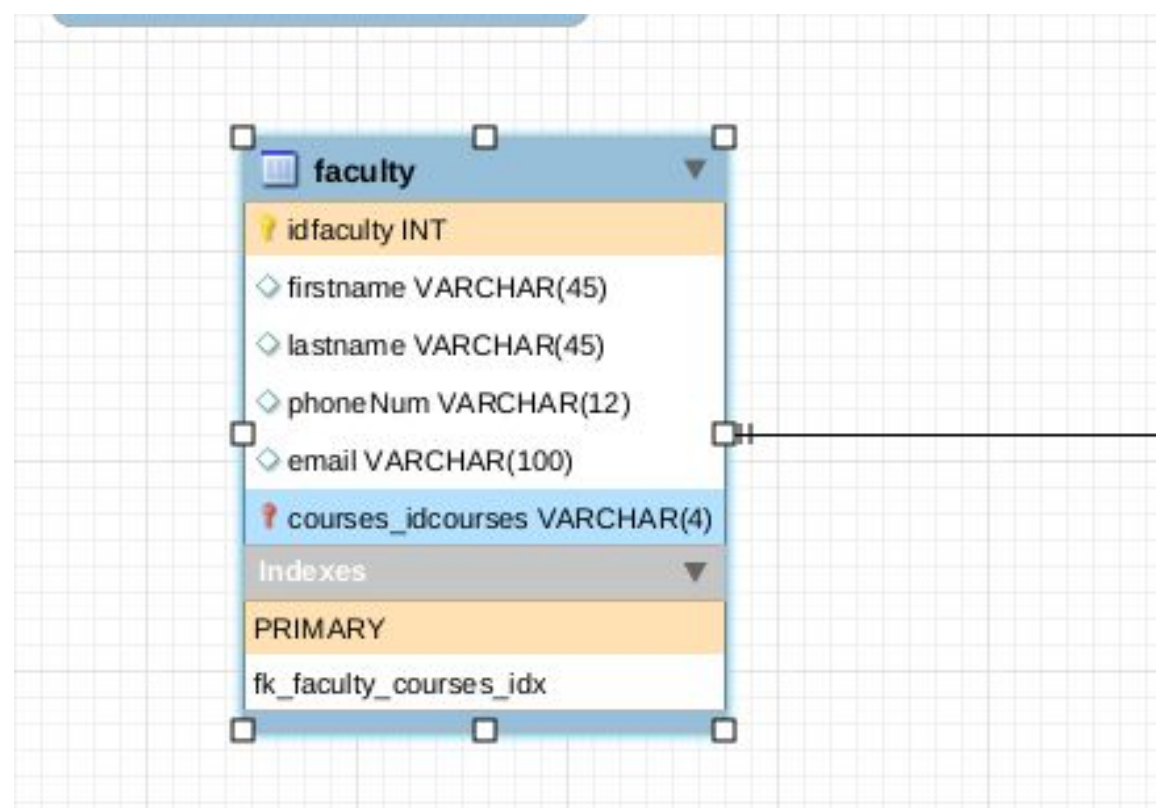 faculty
idfaculty INT
firstname VARCHAR(45)
lastname VARCHAR(45)
phoneNum VARCHAR(12)
email VARCHAR(100)
courses_idcourses VARCHAR(4)
Indexes
PRIMARY
fk_faculty_courses_idx